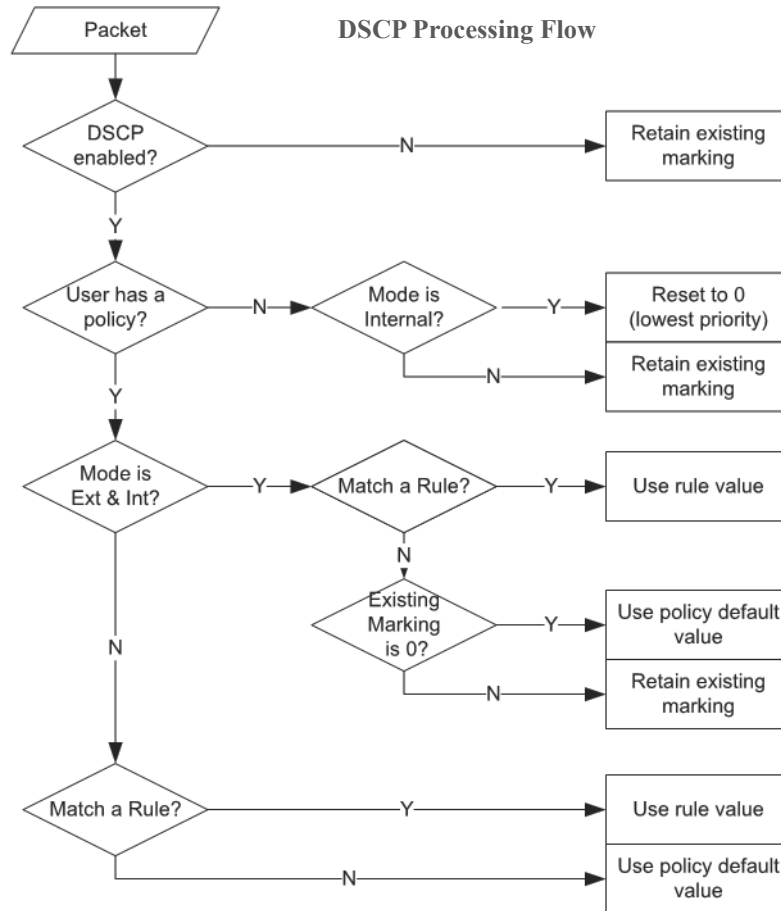 Packet
DSCP Processing Flow
DSCP
enabled?
N
Retain existing
marking
Y
User has a
policy?
N
Mode is
Internal?
Y
Reset to 0
(lowest priority)
N
Retain existing
marking
Y
Mode is
Ext & Int?
Y
Match a Rule?
Y
Use rule value
N
Existing
Marking
is 0?
Y
Use policy default
value
N
Retain existing
marking
N
Match a Rule?
Y
Use rule value
N
Use policy default
value